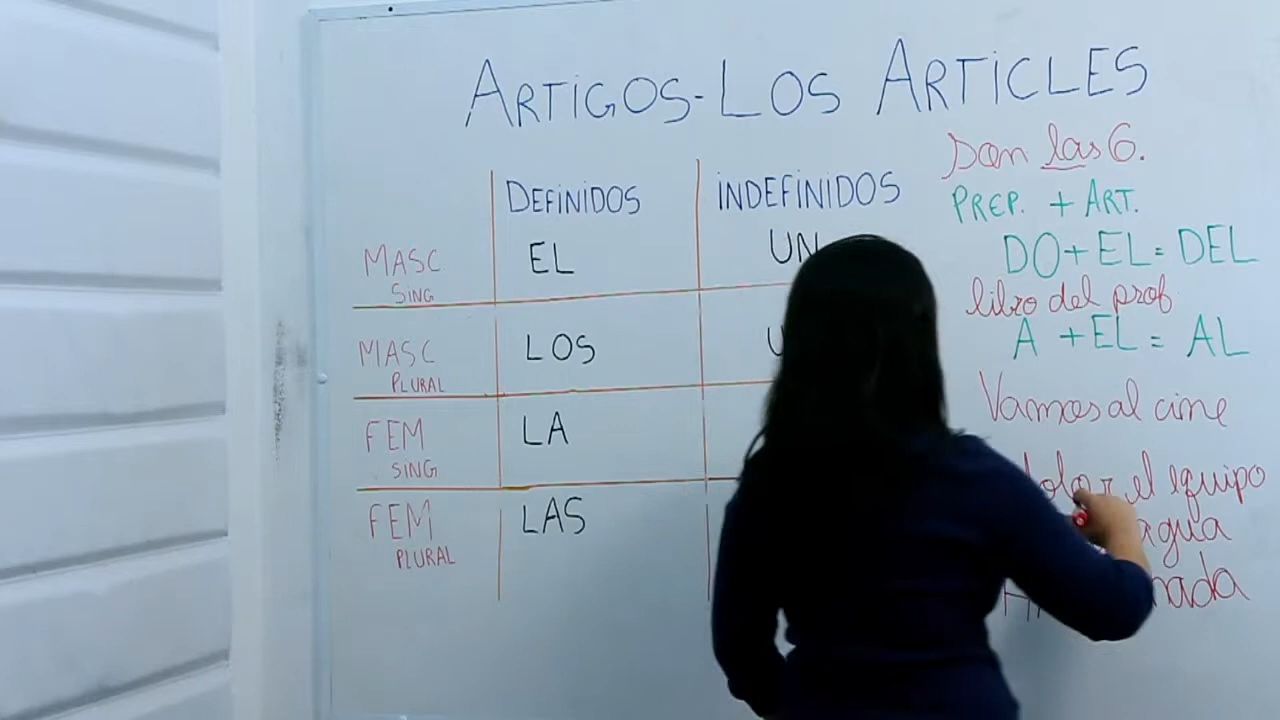 ARTIGOS-LOS ARTICLES
DEFINIDOS INDEFINIDOS
MASC SING EL UN
MASC PLURAL LOS
FEM SING LA
FEM PLURAL LAS
Son las 6.
PREP. + ART.
DO+EL=DEL
libro del prof
A+EL=AL
Vamos al cine
el equipo
agua